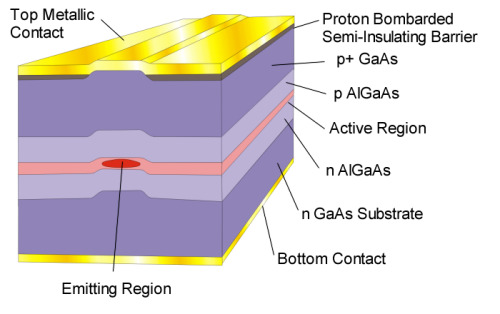 Top Metallic
Contact
Proton Bombarded
Semi-Insulating Barrier
p+ GaAs
p AlGaAs
Active Region
n AlGaAs
n GaAs Substrate
Bottom Contact
Emitting Region